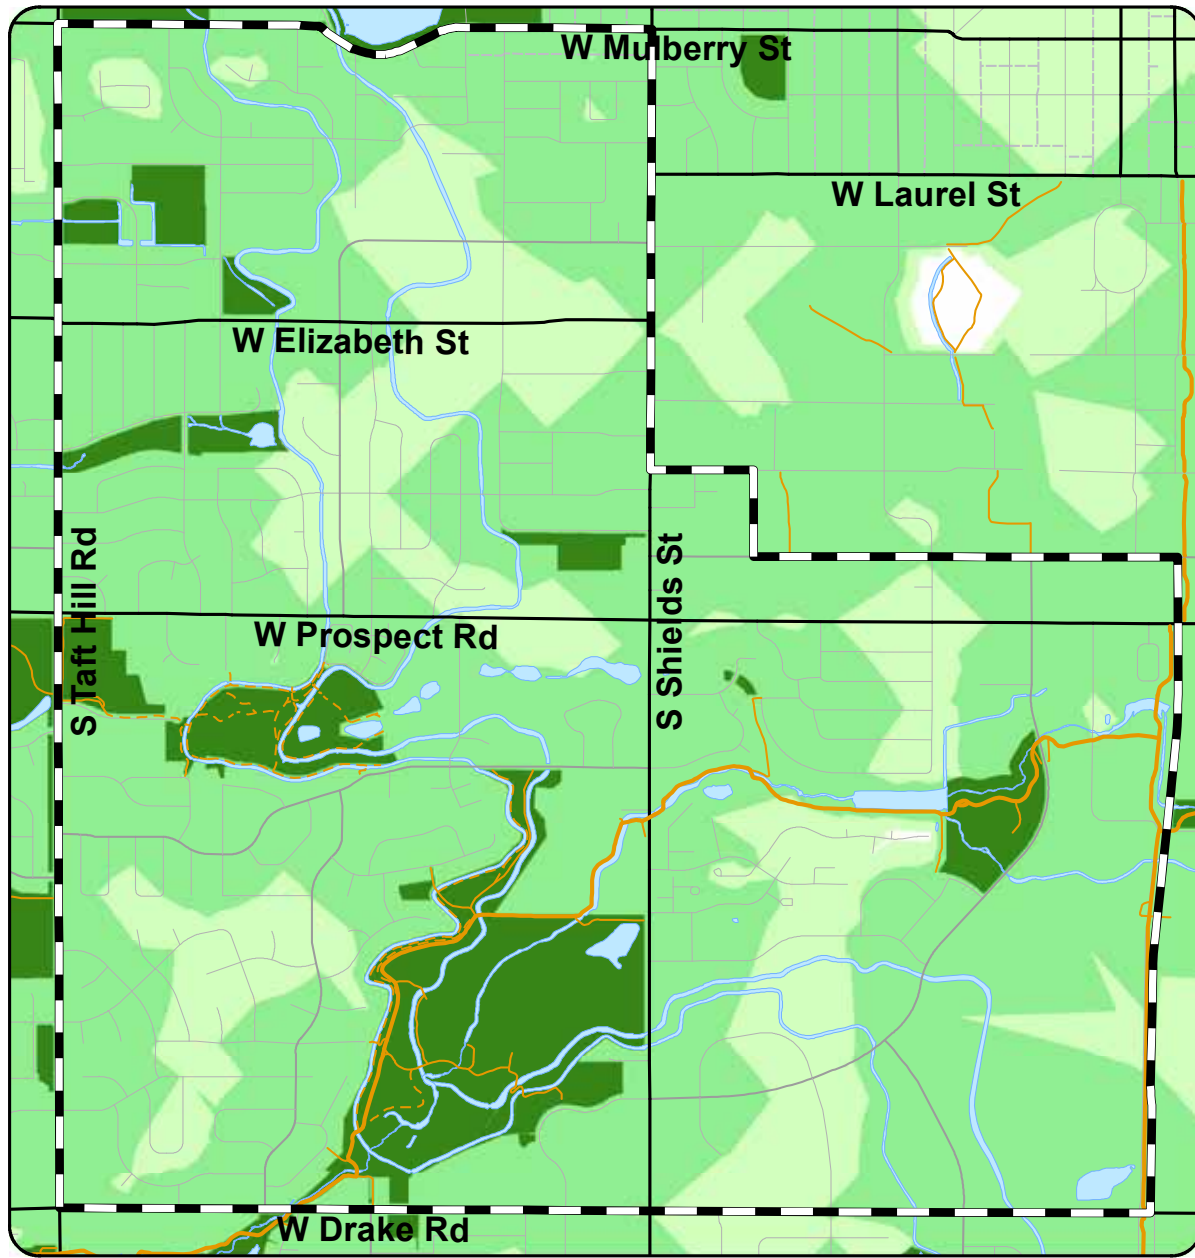 W Mulberry St
W Laurel St
W Elizabeth St
S Taft Hill Rd
S Shields St
W Prospect Rd
W Drake Rd